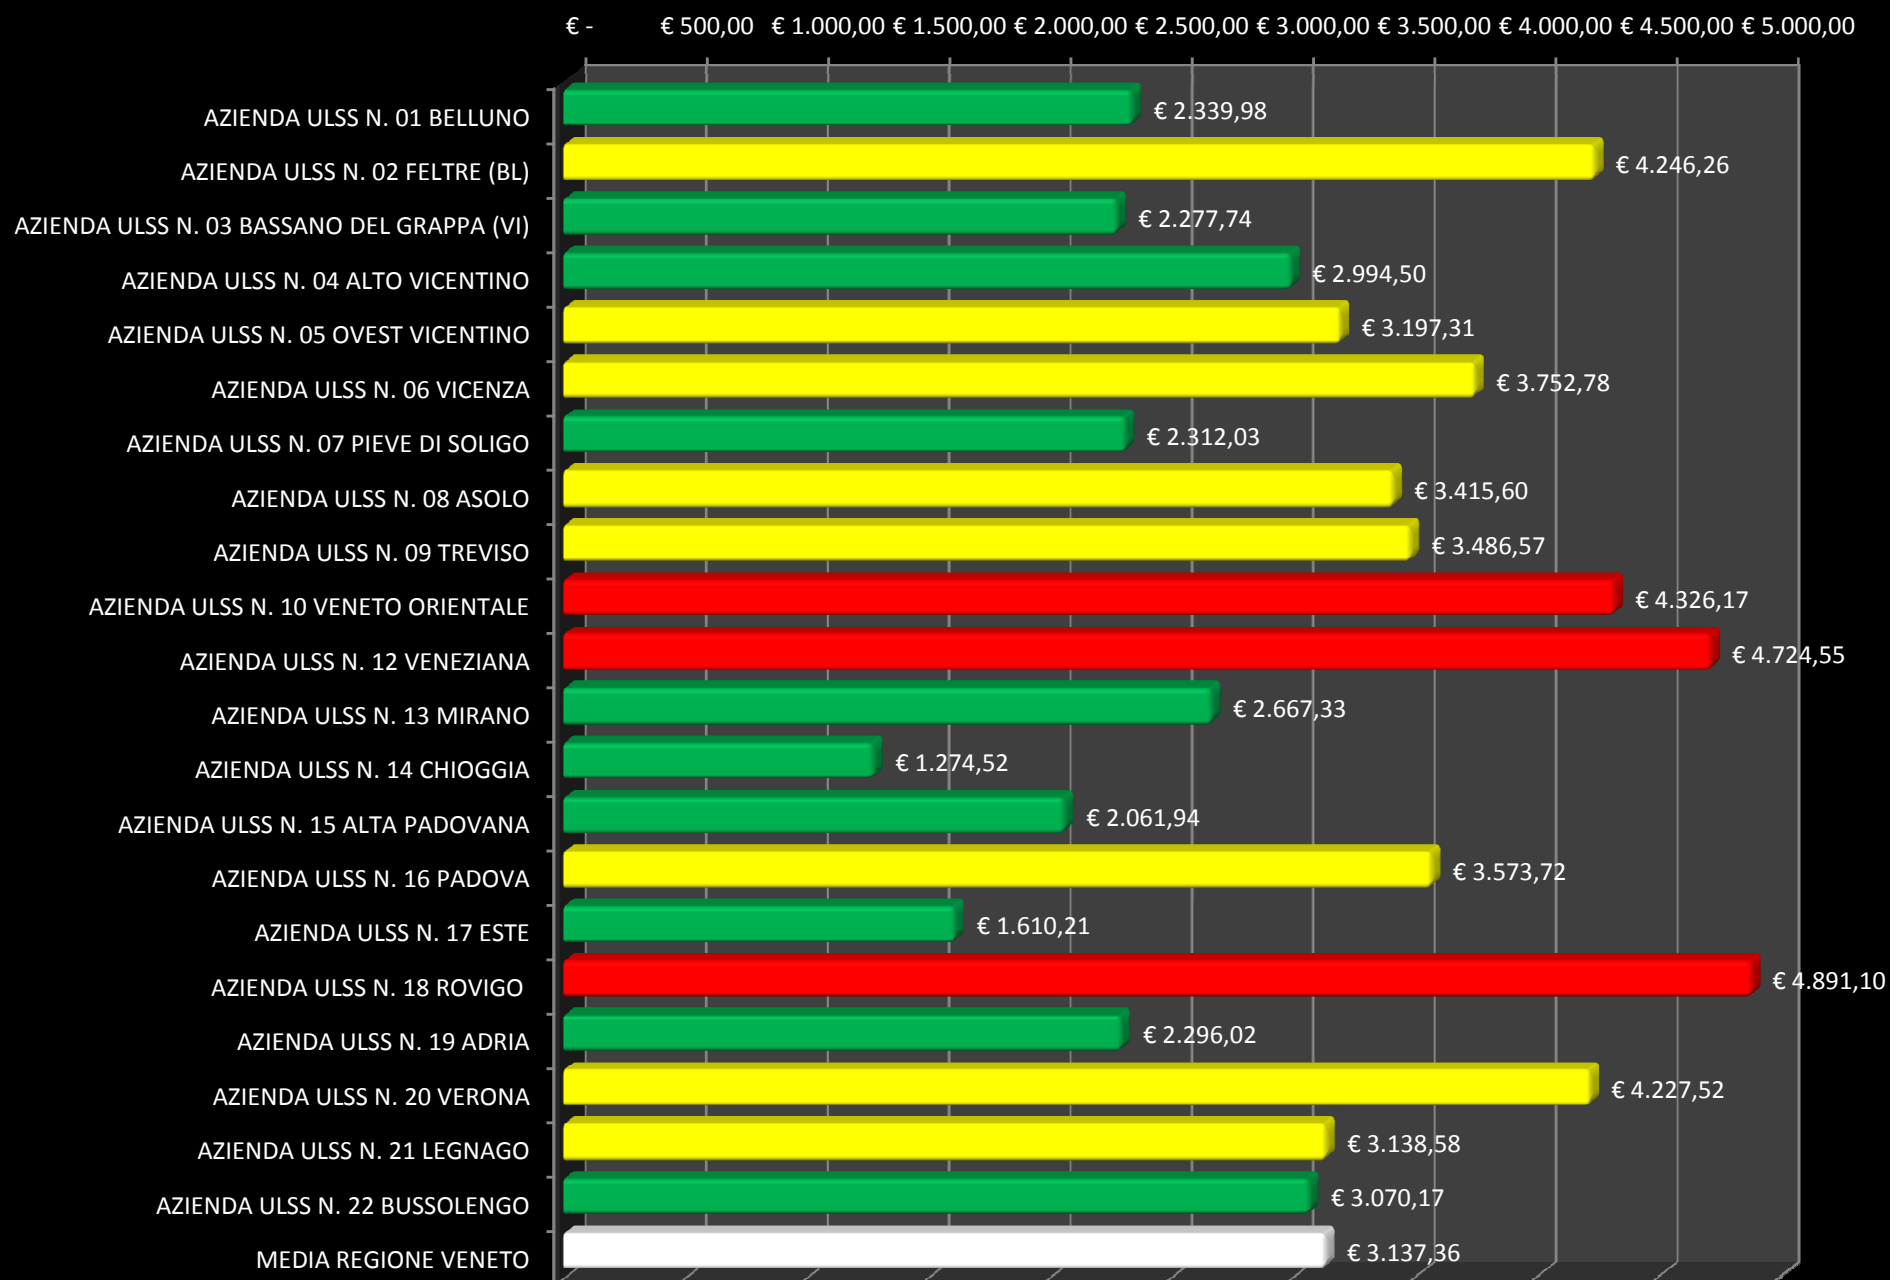 € - € 500,00 € 1.000,00 € 1.500,00 € 2.000,00 € 2.500,00 € 3.000,00 € 3.500,00 € 4.000,00 € 4.500,00 € 5.000,00
AZIENDA ULSS N. 01 BELLUNO € 2.339,98
AZIENDA ULSS N. 02 FELTRE (BL) € 4.246,26
AZIENDA ULSS N. 03 BASSANO DEL GRAPPA (VI) € 2.277,74
AZIENDA ULSS N. 04 ALTO VICENTINO € 2.994,50
AZIENDA ULSS N. 05 OVEST VICENTINO € 3.197,31
AZIENDA ULSS N. 06 VICENZA € 3.752,78
AZIENDA ULSS N. 07 PIEVE DI SOLIGO € 2.312,03
AZIENDA ULSS N. 08 ASOLO € 3.415,60
AZIENDA ULSS N. 09 TREVISO € 3.486,57
AZIENDA ULSS N. 10 VENETO ORIENTALE € 4.326,17
AZIENDA ULSS N. 12 VENEZIANA € 4.724,55
AZIENDA ULSS N. 13 MIRANO € 2.667,33
AZIENDA ULSS N. 14 CHIOGGIA € 1.274,52
AZIENDA ULSS N. 15 ALTA PADOVANA € 2.061,94
AZIENDA ULSS N. 16 PADOVA € 3.573,72
AZIENDA ULSS N. 17 ESTE € 1.610,21
AZIENDA ULSS N. 18 ROVIGO € 4.891,10
AZIENDA ULSS N. 19 ADRIA € 2.296,02
AZIENDA ULSS N. 20 VERONA € 4.227,52
AZIENDA ULSS N. 21 LEGNAGO € 3.138,58
AZIENDA ULSS N. 22 BUSSOLENGO € 3.070,17
MEDIA REGIONE VENETO € 3.137,36